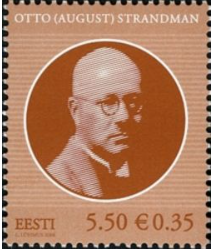 OTTO (AUGUST) STRANDMAN
EESTI
5.50 € 0.35